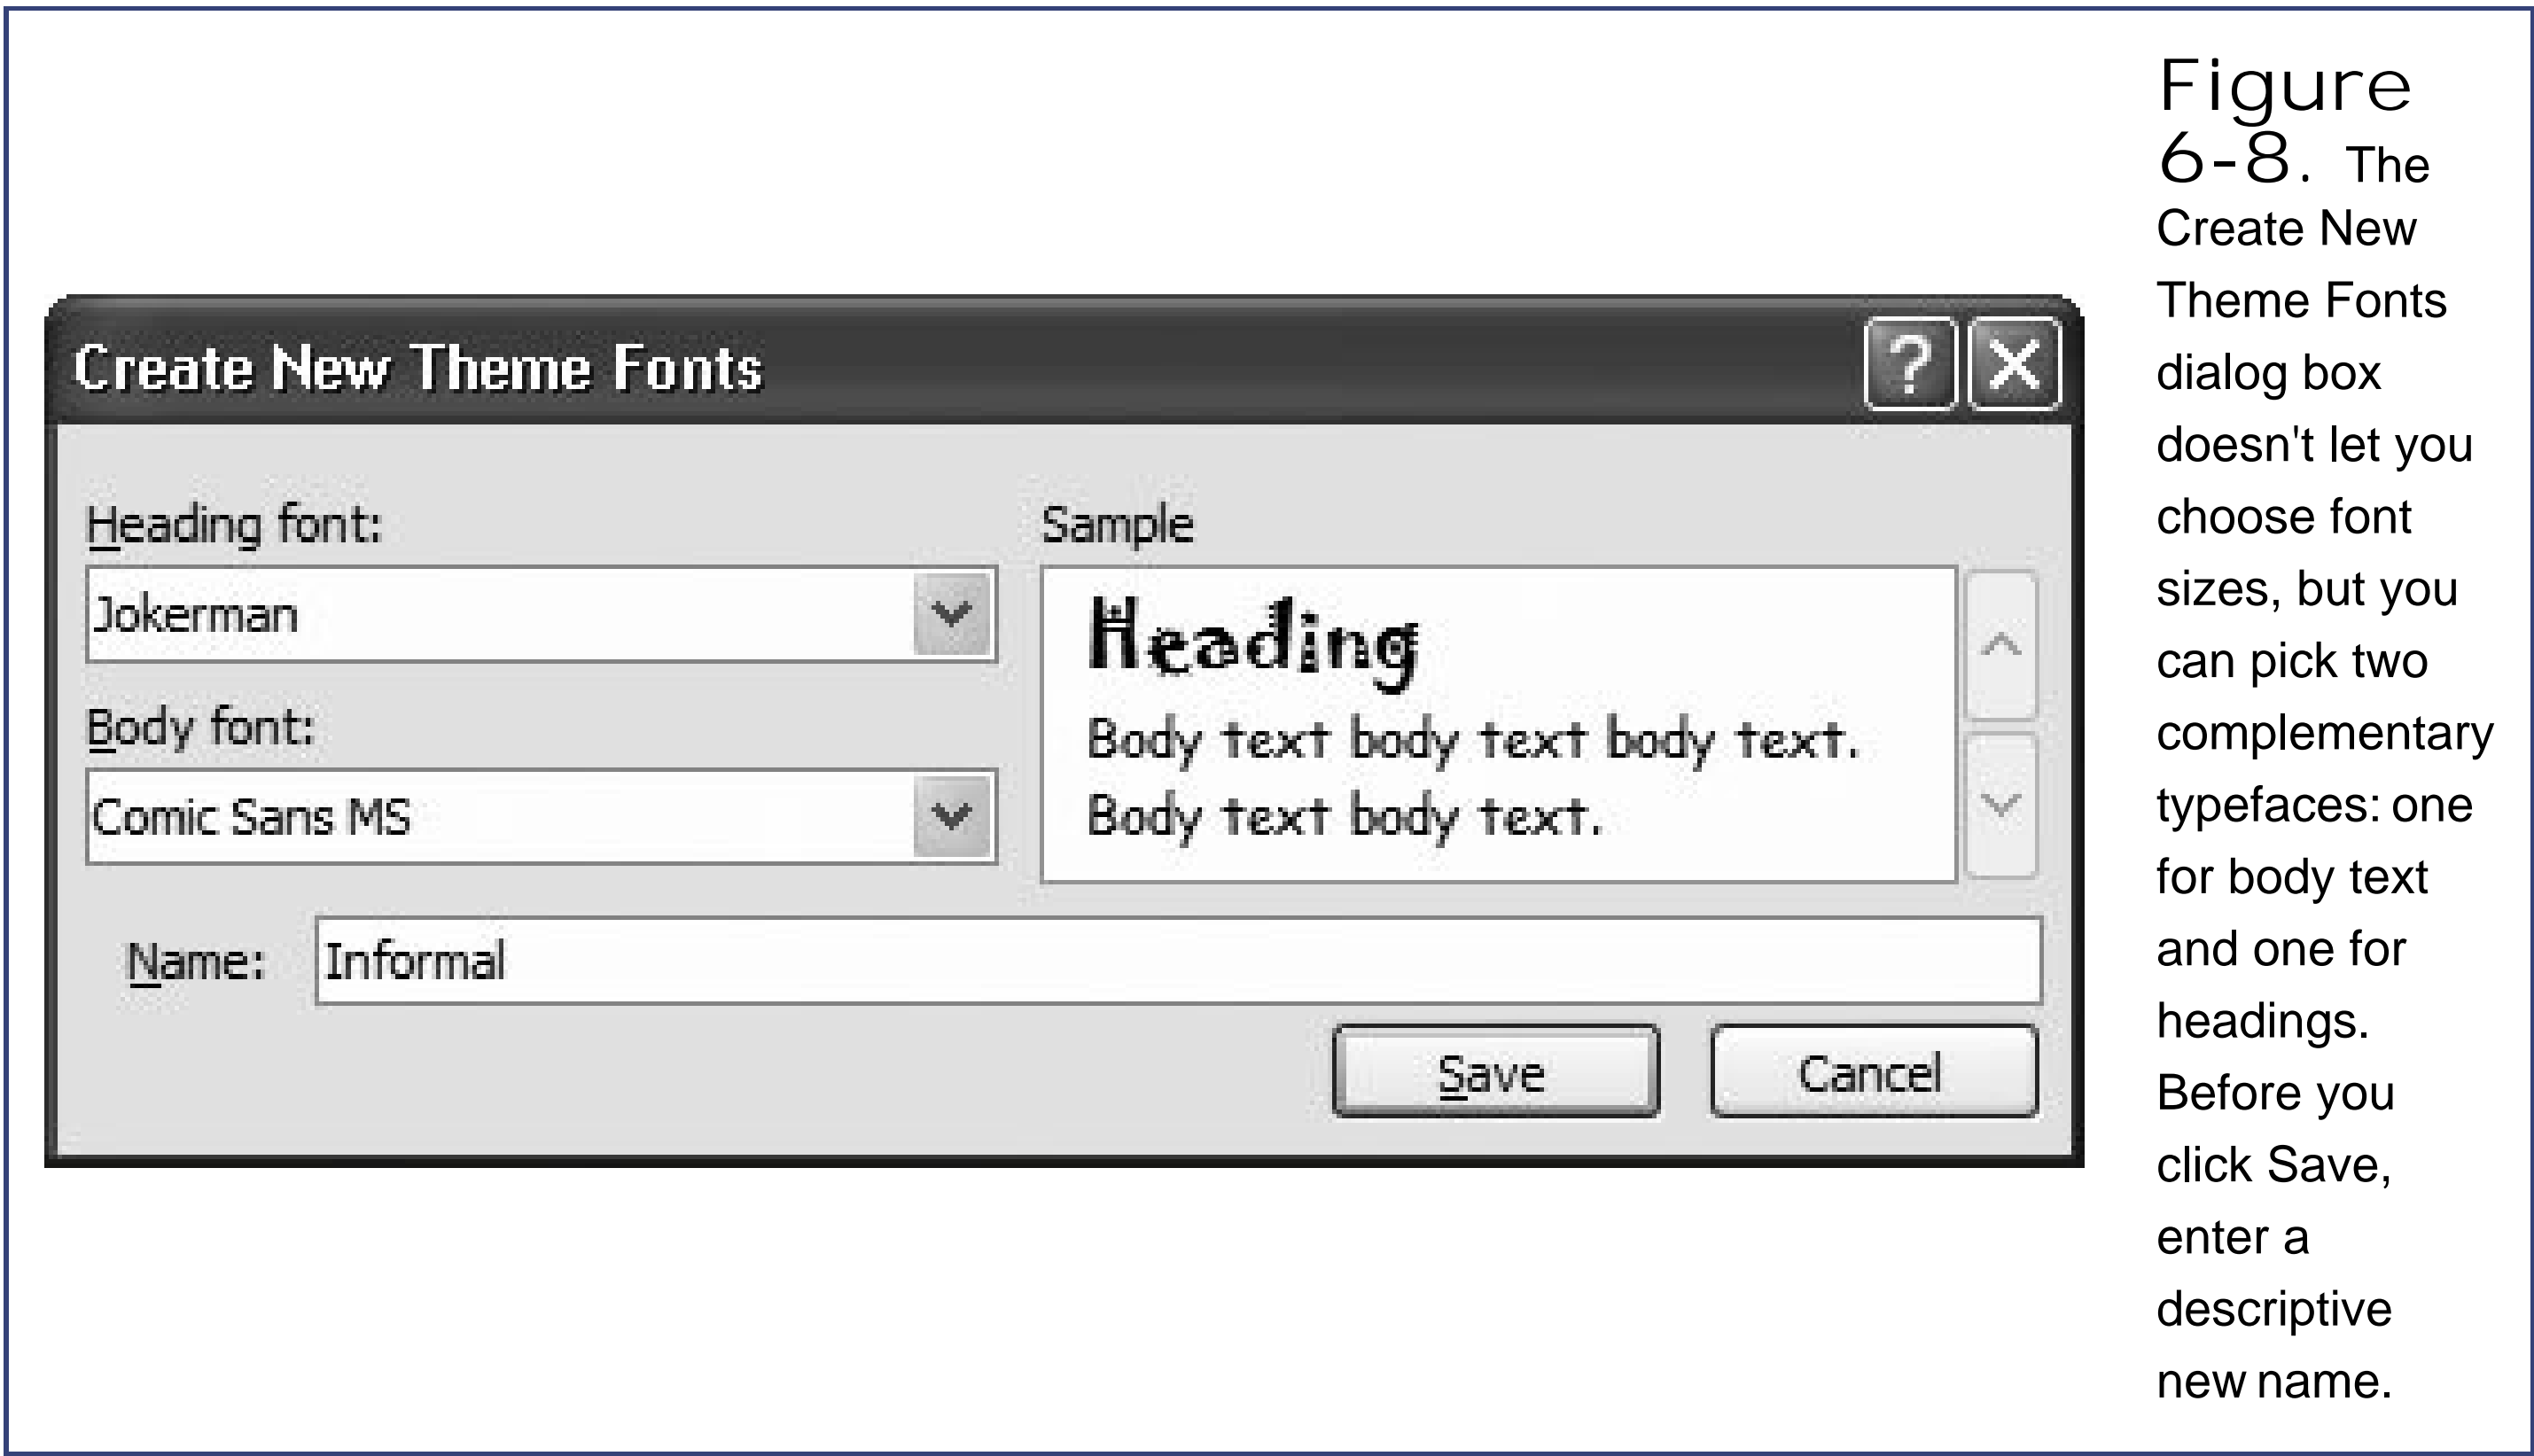 Create New Theme Fonts
Heading font:
Jokerman
Body font:
Comic Sans MS
Sample
Heading
Body text body text body text.
Body text body text.
Name: Informal
Save Cancel
Figure
6-8. The
Create New
Theme Fonts
dialog box
doesn't let you
choose font
sizes, but you
can pick two
complementary
typefaces: one
for body text
and one for
headings.
Before you
click Save,
enter a
descriptive
new name.